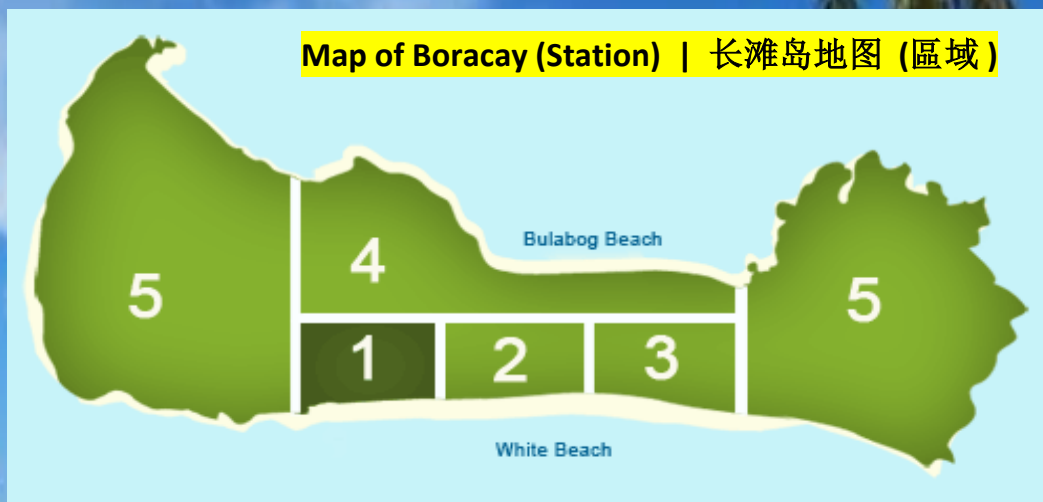 Map of Boracay (Station) | 长滩岛地图 (區域)
Bulabog Beach
4
5
5
1
2
3
White Beach